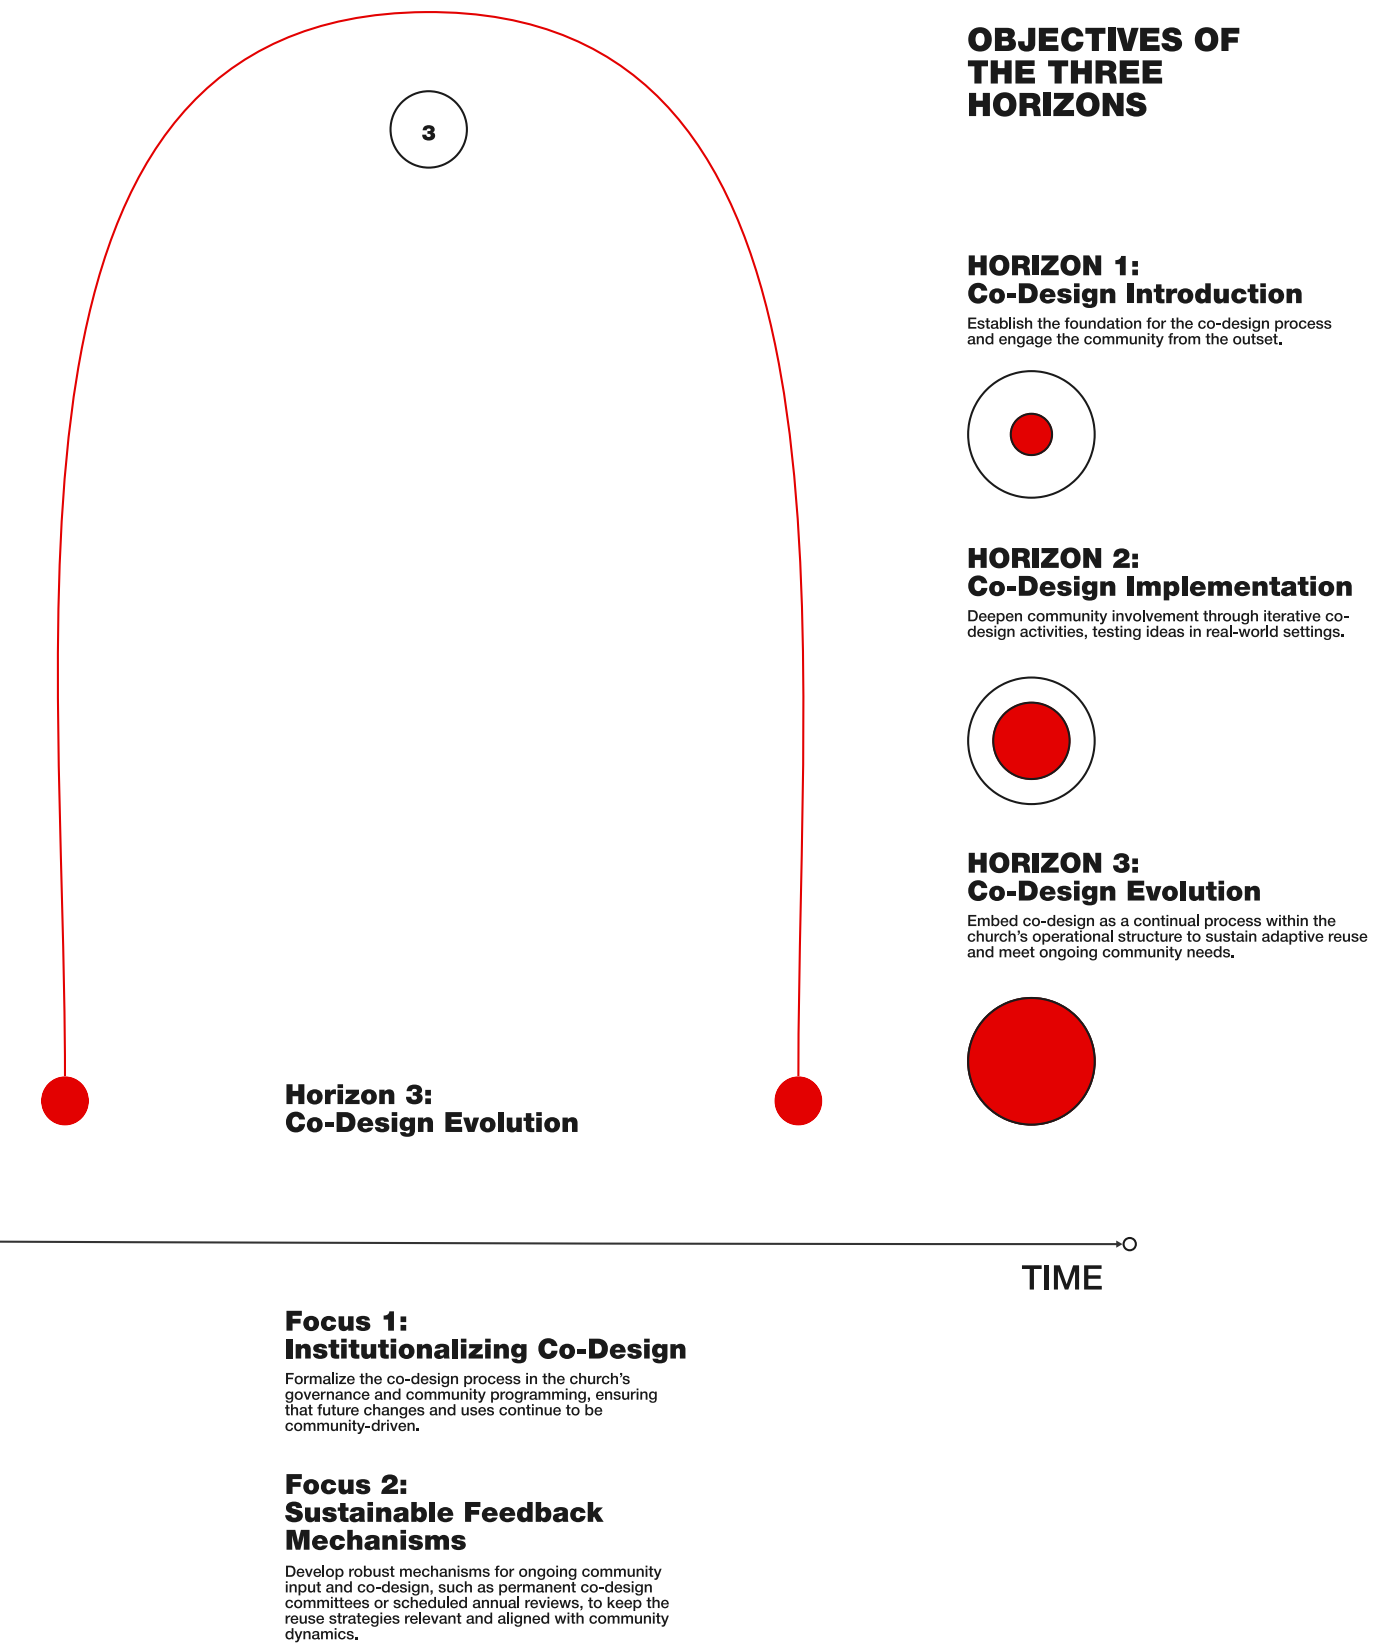 3
OBJECTIVES OF
THE THREE
HORIZONS
HORIZON 1:
Co-Design Introduction
Establish the foundation for the co-design process
and engage the community from the outset.
HORIZON 2:
Co-Design Implementation
Deepen community involvement through iterative co-
design activities, testing ideas in real-world settings.
HORIZON 3:
Co-Design Evolution
Embed co-design as a continual process within the
church's operational structure to sustain adaptive reuse
and meet ongoing community needs.
Horizon 3:
Co-Design Evolution
TIME
Focus 1:
Institutionalizing Co-Design
Formalize the co-design process in the church's
governance and community programming, ensuring
that future changes and uses continue to be
community-driven.
Focus 2:
Sustainable Feedback
Mechanisms
Develop robust mechanisms for ongoing community
input and co-design, such as permanent co-design
committees or scheduled annual reviews, to keep the
reuse strategies relevant and aligned with community
dynamics.